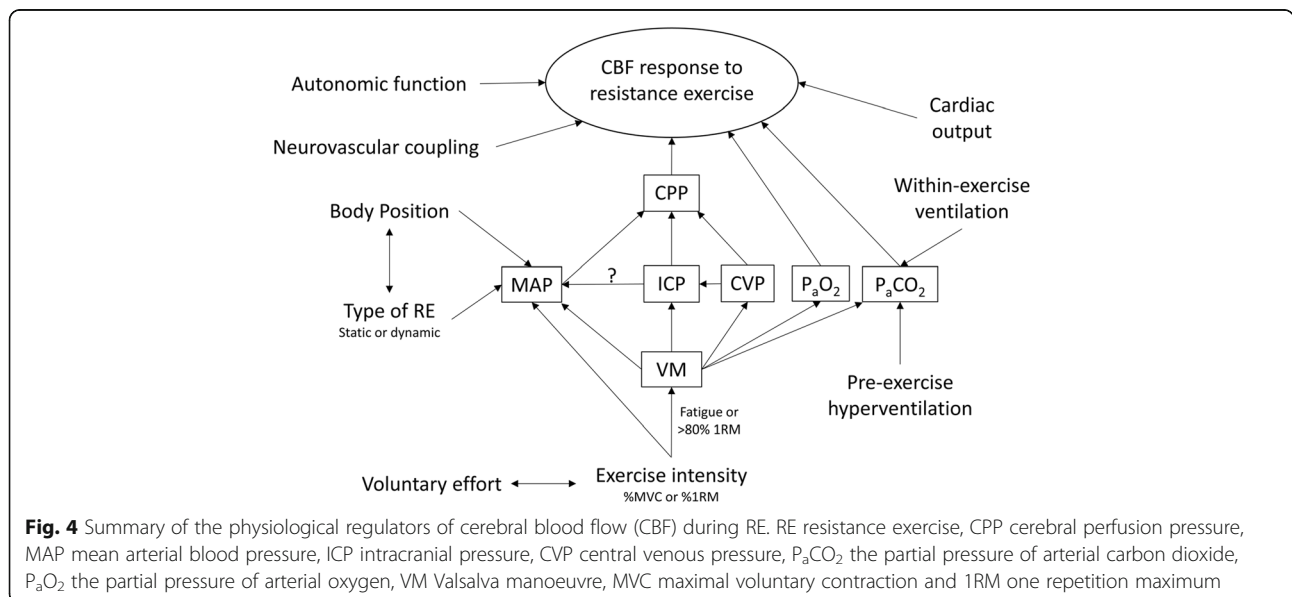 CBF response to
resistance exercise
Autonomic function
Cardiac
output
Neurovascular coupling
CPP
Within-exercise
ventilation
Body Position
?
MAP
ICP
CVP
PaO2
PaCO2
Type of RE
Static or dynamic
VM
Pre-exercise
hyperventilation
Fatigue or
>80% 1RM
Voluntary effort
Exercise intensity
%MVC or %1RM
Fig. 4 Summary of the physiological regulators of cerebral blood flow (CBF) during RE. RE resistance exercise, CPP cerebral perfusion pressure,
MAP mean arterial blood pressure, ICP intracranial pressure, CVP central venous pressure, PaCO2 the partial pressure of arterial carbon dioxide,
PaO2 the partial pressure of arterial oxygen, VM Valsalva manoeuvre, MVC maximal voluntary contraction and 1RM one repetition maximum